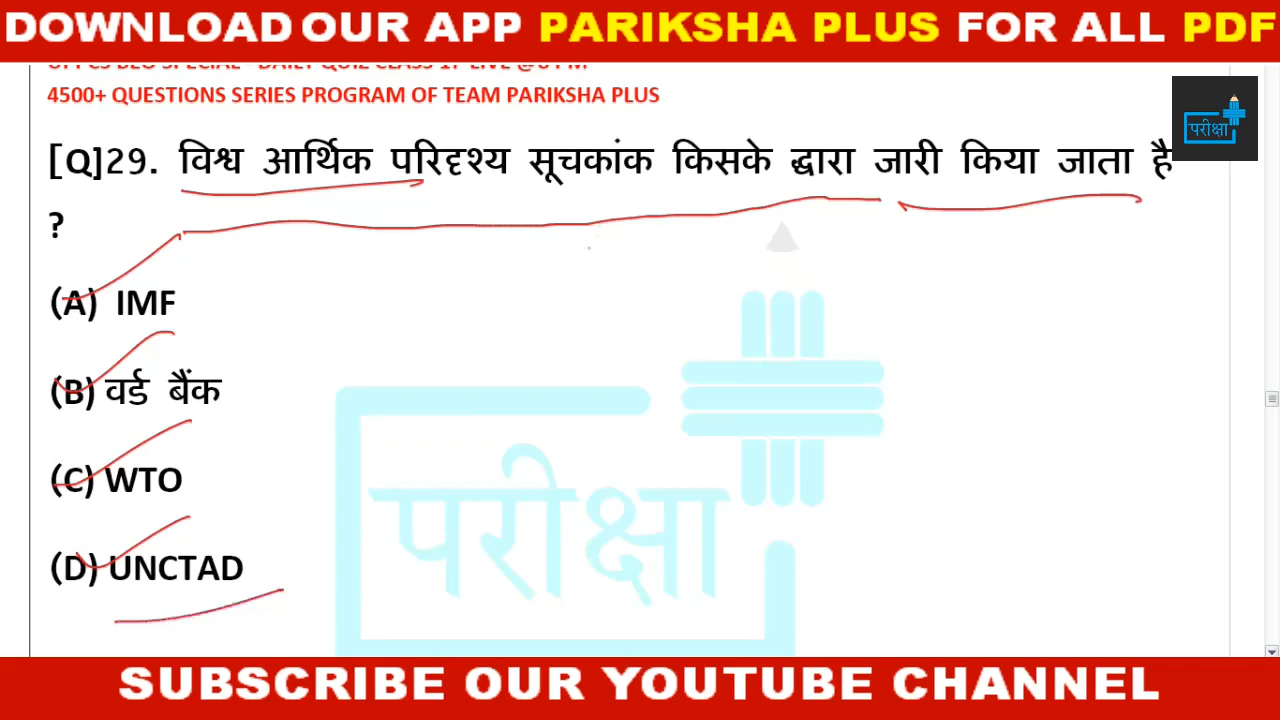 DOWNLOAD OUR APP PARIKSHA PLUS FOR ALL PDF
4500+ QUESTIONS SERIES PROGRAM OF TEAM PARIKSHA PLUS
परीक्षा
[Q]29. विश्व आर्थिक परिदृश्य सूचकांक किसके द्वारा जारी किया जाता है
?
(A) IMF
(B) वर्ड बैंक
(C) WTO
(D) UNCTAD
परीक्षा
SUBSCRIBE OUR YOUTUBE CHANNEL